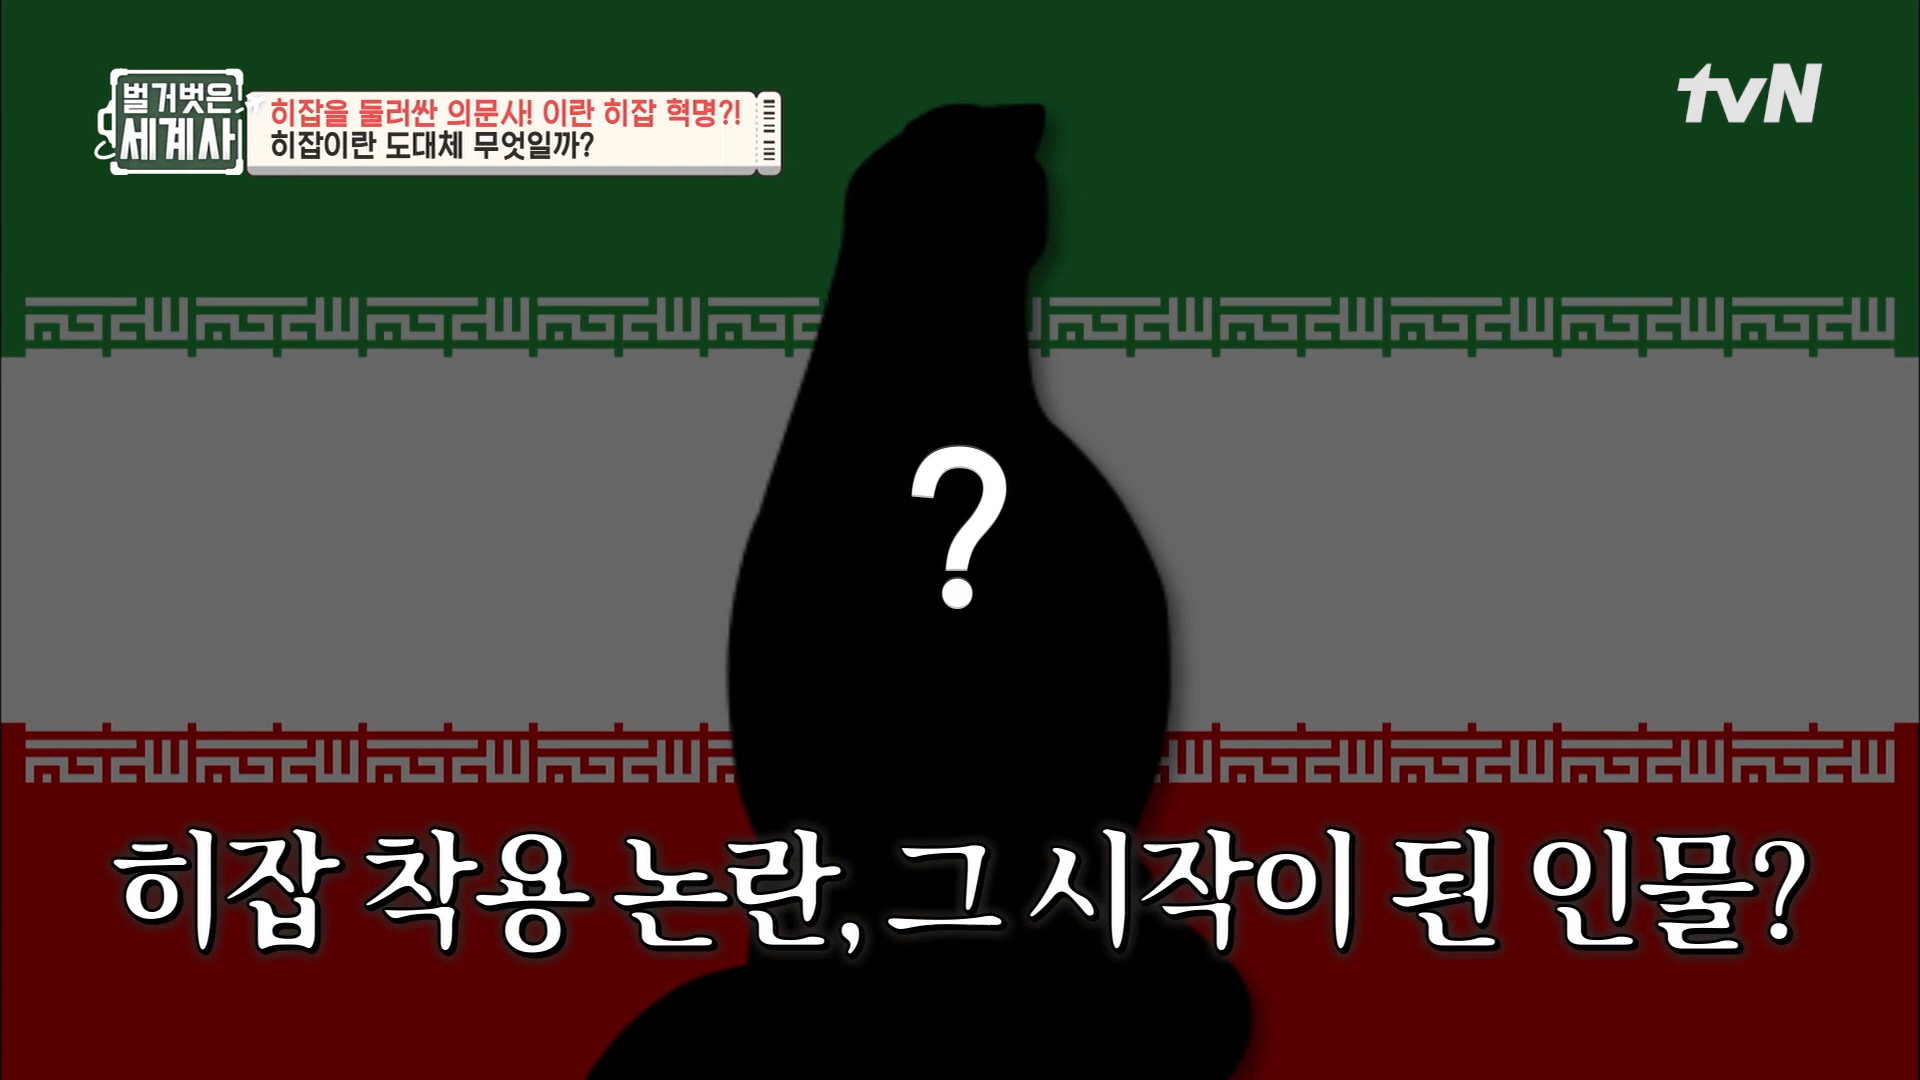 벌거벗은
세계사
히잡을 둘러싼 의문사! 이란 히잡 혁명?!
히잡이란 도대체 무엇일까?
tvN
?
히잡 착용 논란, 그 시작이 된 인물?